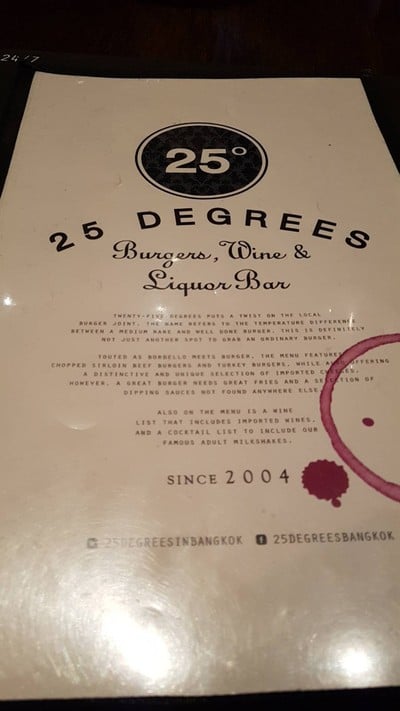 24/7
25°
25 DEGREES
Burgers, Wine &
Liquor Bar
TWENTY-FIVE DEGREES PUTS A TWIST ON THE LOCAL
BURGER JOINT. THE NAME REFERS TO THE TEMPERATURE DIFFERENCE
BETWEEN A MEDIUM RARE AND WELL DONE BURGER. THIS IS DEFINITELY
NOT JUST ANOTHER SPOT TO GRAB AN ORDINARY BURGER.
TOUTED AS BORDELLO MEETS BURGER, THE MENU FEATURES
CHOPPED SIRLOIN BEEF BURGERS AND TURKEY BURGERS, WHILE ALSO OFFERING
A DISTINCTIVE AND UNIQUE SELECTION OF IMPORTED CHEESES.
HOWEVER, A GREAT BURGER NEEDS GREAT FRIES AND A SELECTION OF
DIPPING SAUCES NOT FOUND ANYWHERE ELSE.
ALSO ON THE MENU IS A WINE
LIST THAT INCLUDES IMPORTED WINES,
AND A COCKTAIL LIST TO INCLUDE OUR
FAMOUS ADULT MILKSHAKES.
SINCE 2004
25DEGREESINBANGKOK f 25DEGREESBANGKOK